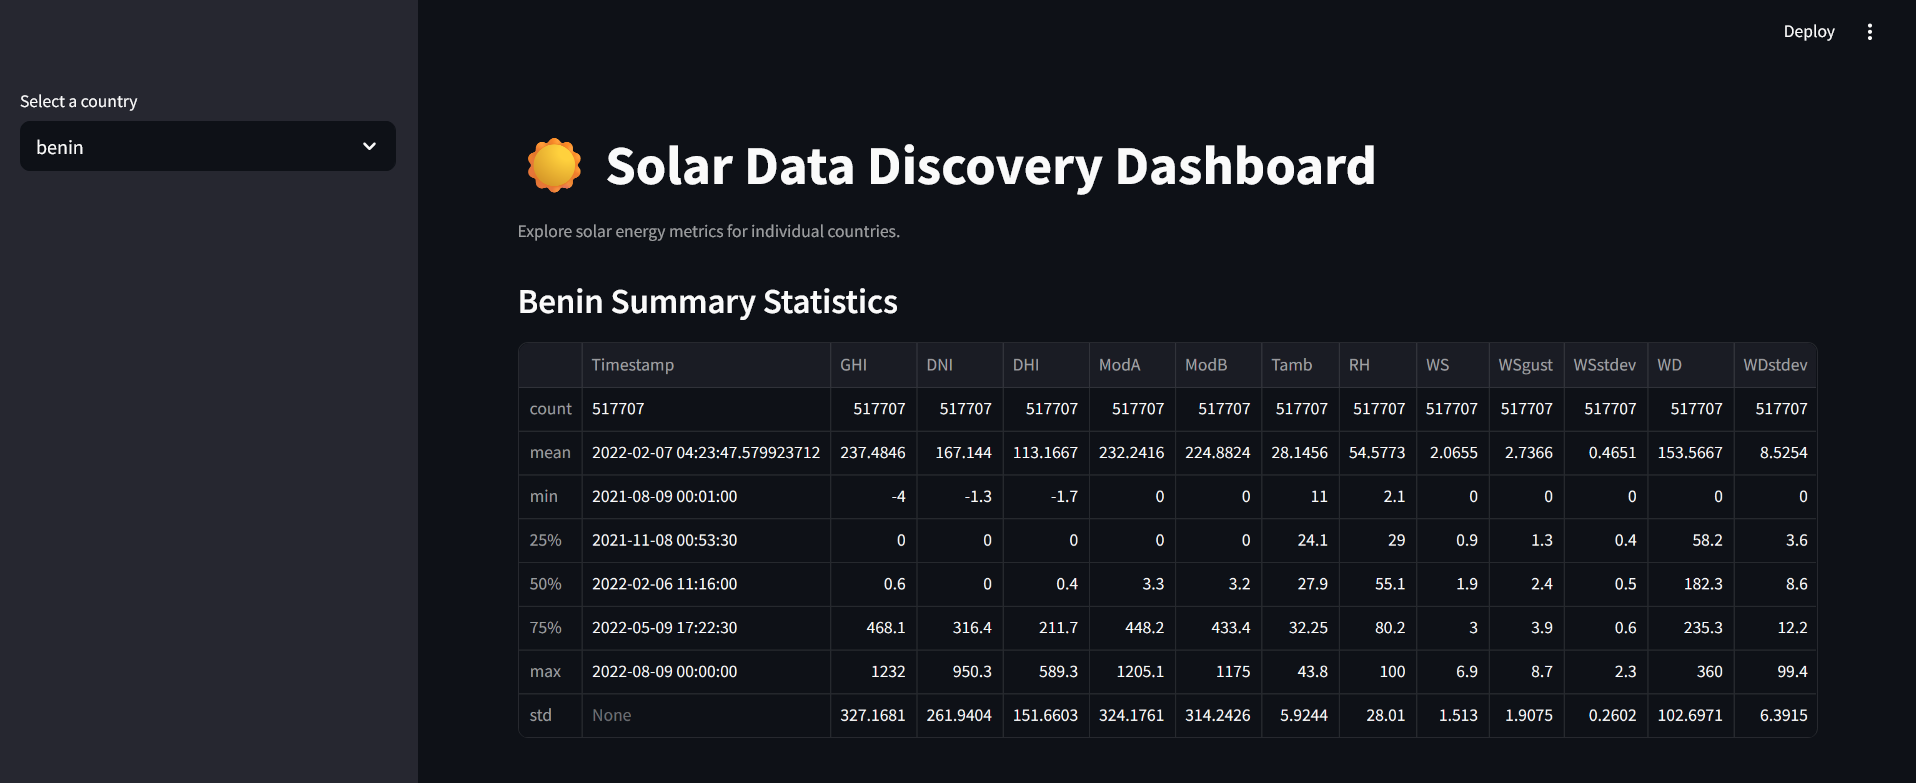 Deploy
Select a country
benin
Solar Data Discovery Dashboard
Explore solar energy metrics for individual countries.
Benin Summary Statistics
Timestamp GHI DNI DHI ModA ModB Tamb RH WS WSgust WSstdev WD WDstdev
count 517707 517707 517707 517707 517707 517707 517707 517707 517707 517707 517707 517707 517707
mean 2022-02-07 04:23:47.579923712 237.4846 167.144 113.1667 232.2416 224.8824 28.1456 54.5773 2.0655 2.7366 0.4651 153.5667 8.5254
min 2021-08-09 00:01:00 -4 -1.3 -1.7 0 0 11 2.1 0 0 0 0 0
25% 2021-11-08 00:53:30 0 0 0 0 0 24.1 29 0.9 1.3 0.4 58.2 3.6
50% 2022-02-06 11:16:00 0.6 0 0.4 3.3 3.2 27.9 55.1 1.9 2.4 0.5 182.3 8.6
75% 2022-05-09 17:22:30 468.1 316.4 211.7 448.2 433.4 32.25 80.2 3 3.9 0.6 235.3 12.2
max 2022-08-09 00:00:00 1232 950.3 589.3 1205.1 1175 43.8 100 6.9 8.7 2.3 360 99.4
std None 327.1681 261.9404 151.6603 324.1761 314.2426 5.9244 28.01 1.513 1.9075 0.2602 102.6971 6.3915